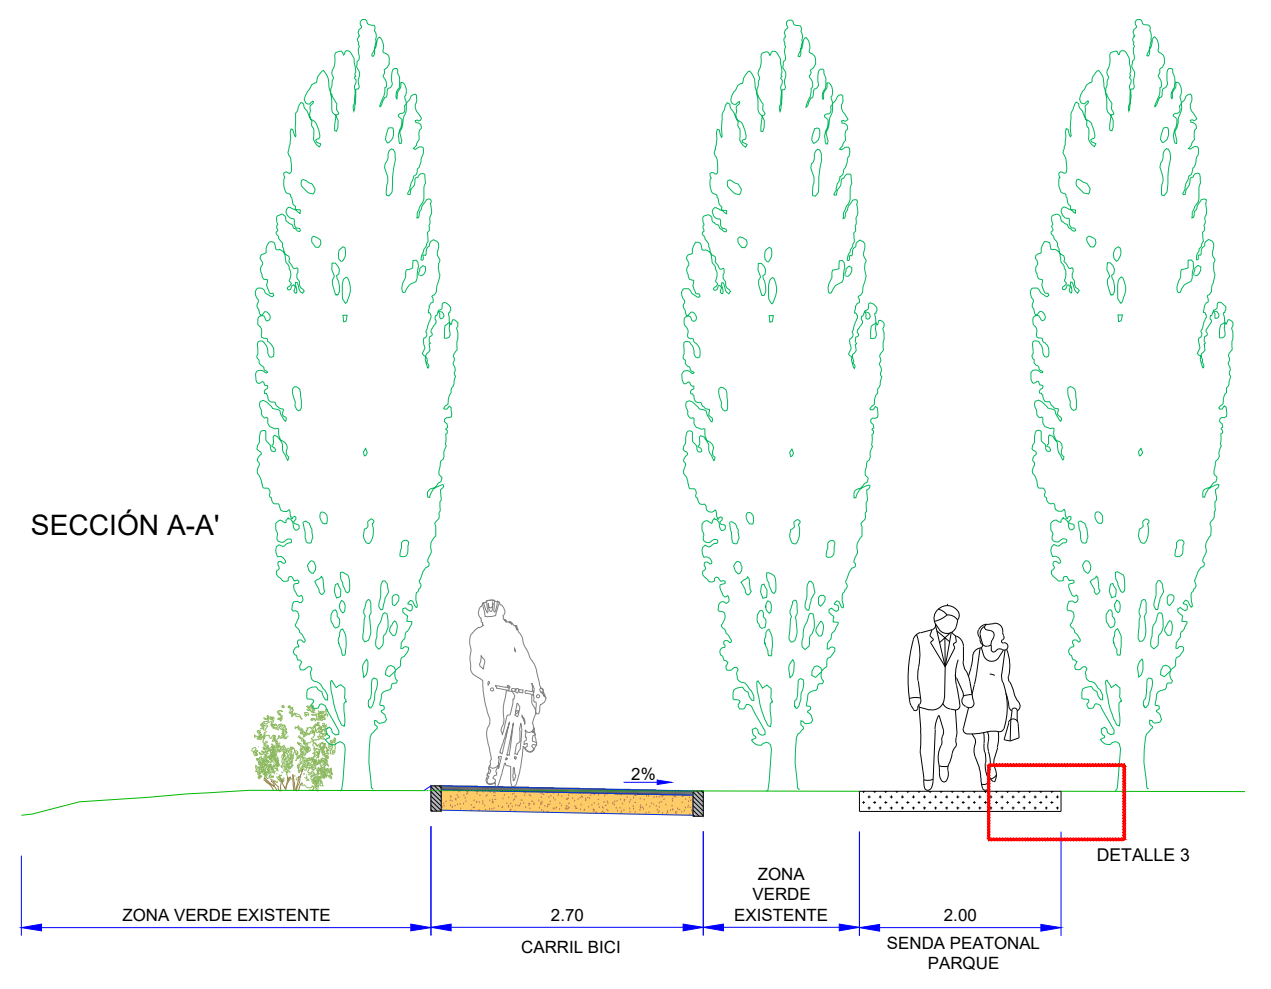 SECCIÓN A-A'
2%
DETALLE 3
ZONA VERDE EXISTENTE
2.70
CARRIL BICI
ZONA
VERDE
EXISTENTE
2.00
SENDA PEATONAL
PARQUE